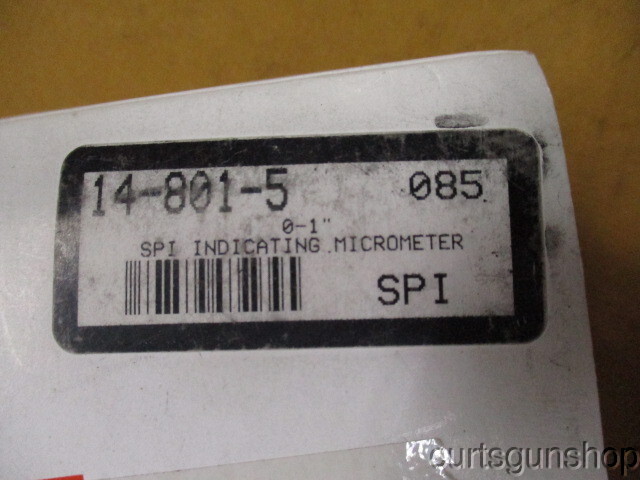 14-801-5 085
0-1"
SPI INDICATING MICROMETER
SPI
curtsgunshop